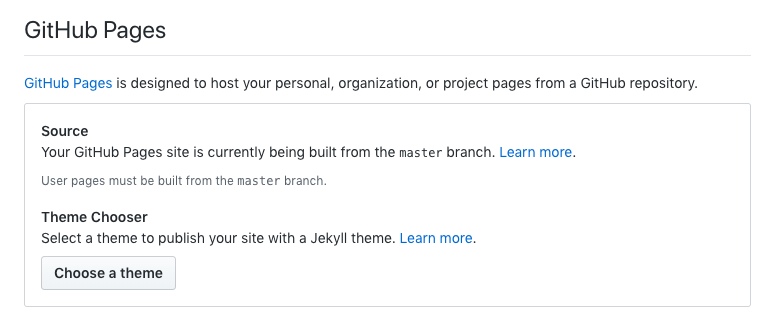 GitHub Pages
GitHub Pages is designed to host your personal, organization, or project pages from a GitHub repository.
Source
Your GitHub Pages site is currently being built from the master branch. Learn more.
User pages must be built from the master branch.
Theme Chooser
Select a theme to publish your site with a Jekyll theme. Learn more.
Choose a theme